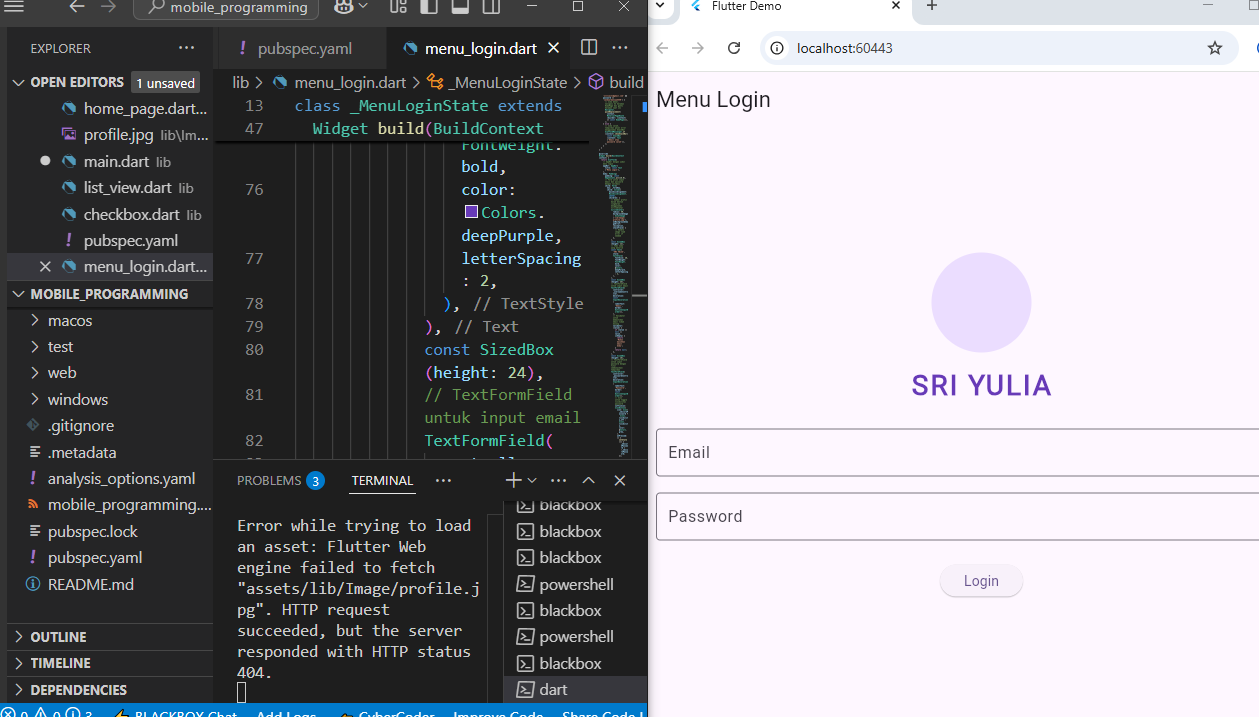 mobile_programming
EXPLORER
OPEN EDITORS 1 unsaved
home_page.dart...
profile.jpg lib\Im...
main.dart lib
list_view.dart lib
checkbox.dart lib
pubspec.yaml
menu_login.dart...
MOBILE_PROGRAMMING
macos
test
web
windows
.gitignore
.metadata
analysis_options.yaml
mobile_programming....
pubspec.lock
pubspec.yaml
README.md
OUTLINE
TIMELINE
DEPENDENCIES
pubspec.yaml
menu_login.dart
lib > menu_login.dart > _MenuLoginState > build
13 class _MenuLoginState extends
47 Widget build(BuildContext
FontWeight.
bold,
76 color:
Colors.
deepPurple,
77 letterSpacing
: 2,
78 ), // TextStyle
79 ), // Text
80 const SizedBox
(height: 24),
81 // TextFormField
untuk input email
82 TextFormField(
PROBLEMS 3 TERMINAL
Error while trying to load
an asset: Flutter Web
engine failed to fetch
"assets/lib/Image/profile.j
pg". HTTP request
succeeded, but the server
responded with HTTP status
404.
blackbox
blackbox
blackbox
powershell
blackbox
powershell
blackbox
dart
0 0 3 BLACKBOX Chat Add Logs CyberCoder Improve Code Share Code
Flutter Demo
localhost:60443
Menu Login
SRI YULIA
Email
Password
Login